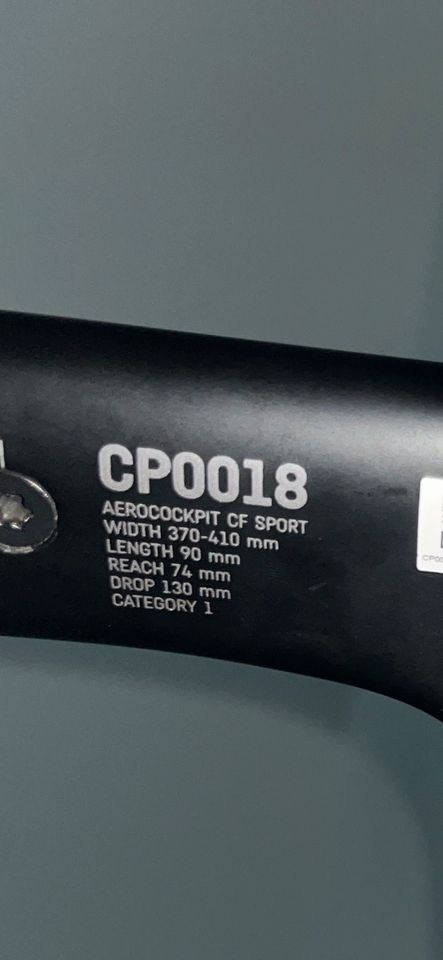 CP0018
AEROCOCKPIT CF SPORT
WIDTH 370-410 mm
LENGTH 90 mm
REACH 74 mm
DROP 130 mm
CATEGORY 1